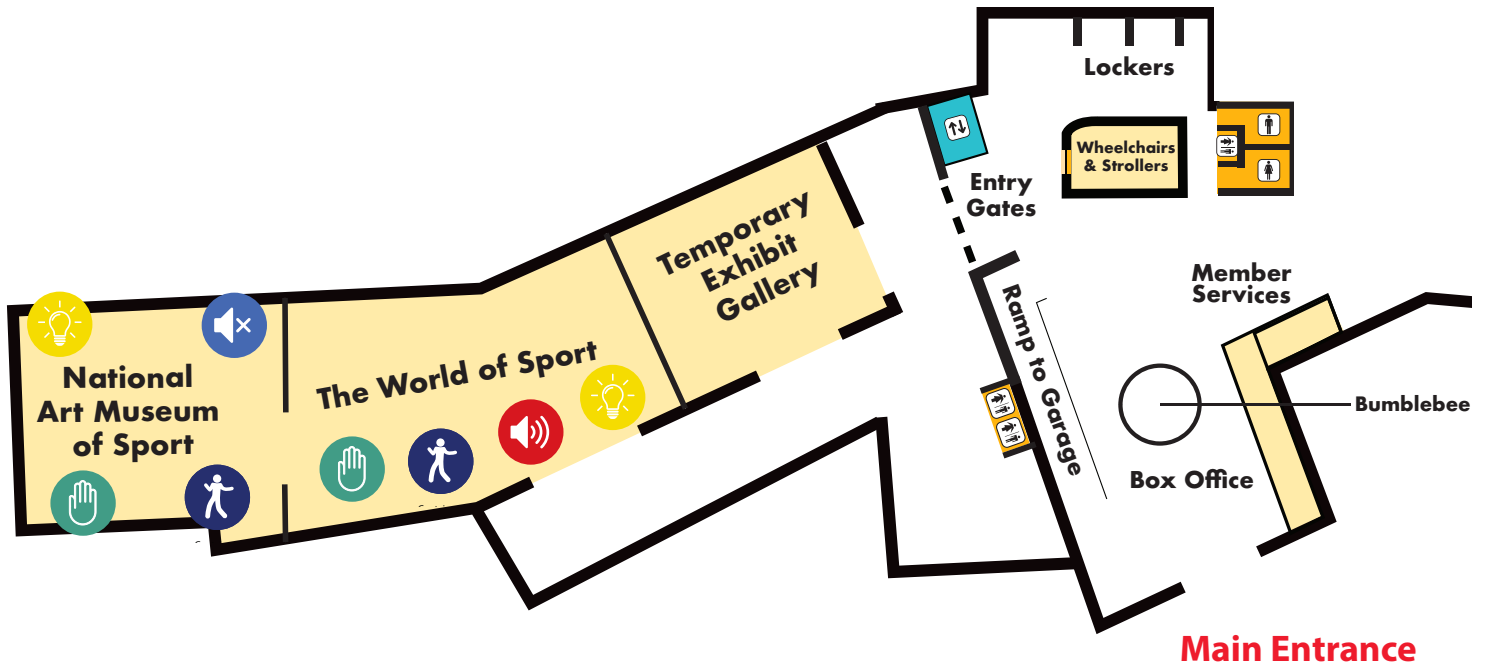 Lockers
Wheelchairs
& Strollers
Entry
Gates
Temporary
Exhibit
Gallery
Member
Services
Ramp to Garage
The World of Sport
National
Art Museum
of Sport
Bumblebee
Box Office
Main Entrance